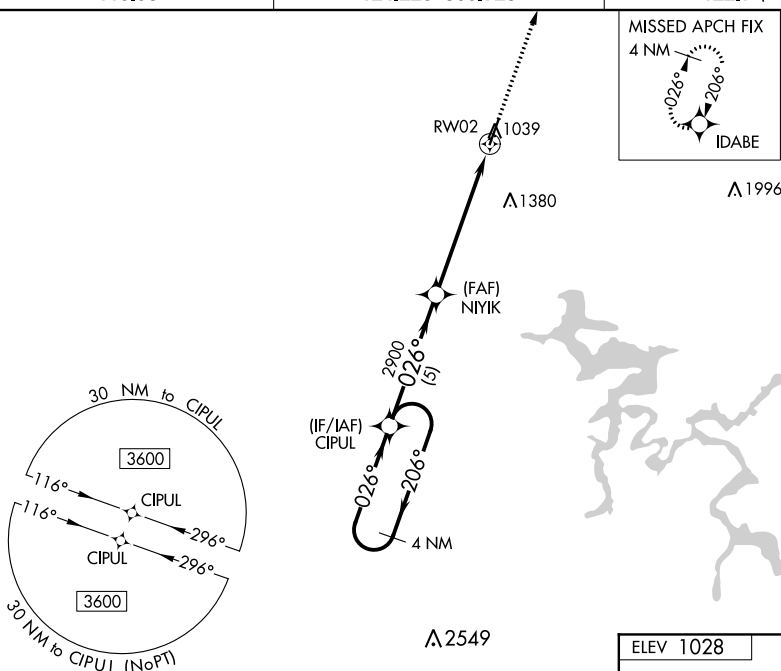 MISSED APCH FIX
4 NM
026°
206°
IDABE
RW02
1039
1380
1996
(FAF)
NIYIK
2900
026°
(5)
(IF/IAF)
CIPUL
026°
206°
4 NM
30 NM to CIPUL
3600
116°
CIPUL
296°
116°
CIPUL
296°
3600
30 NM to CIPUL (NoPT)
2549
ELEV 1028